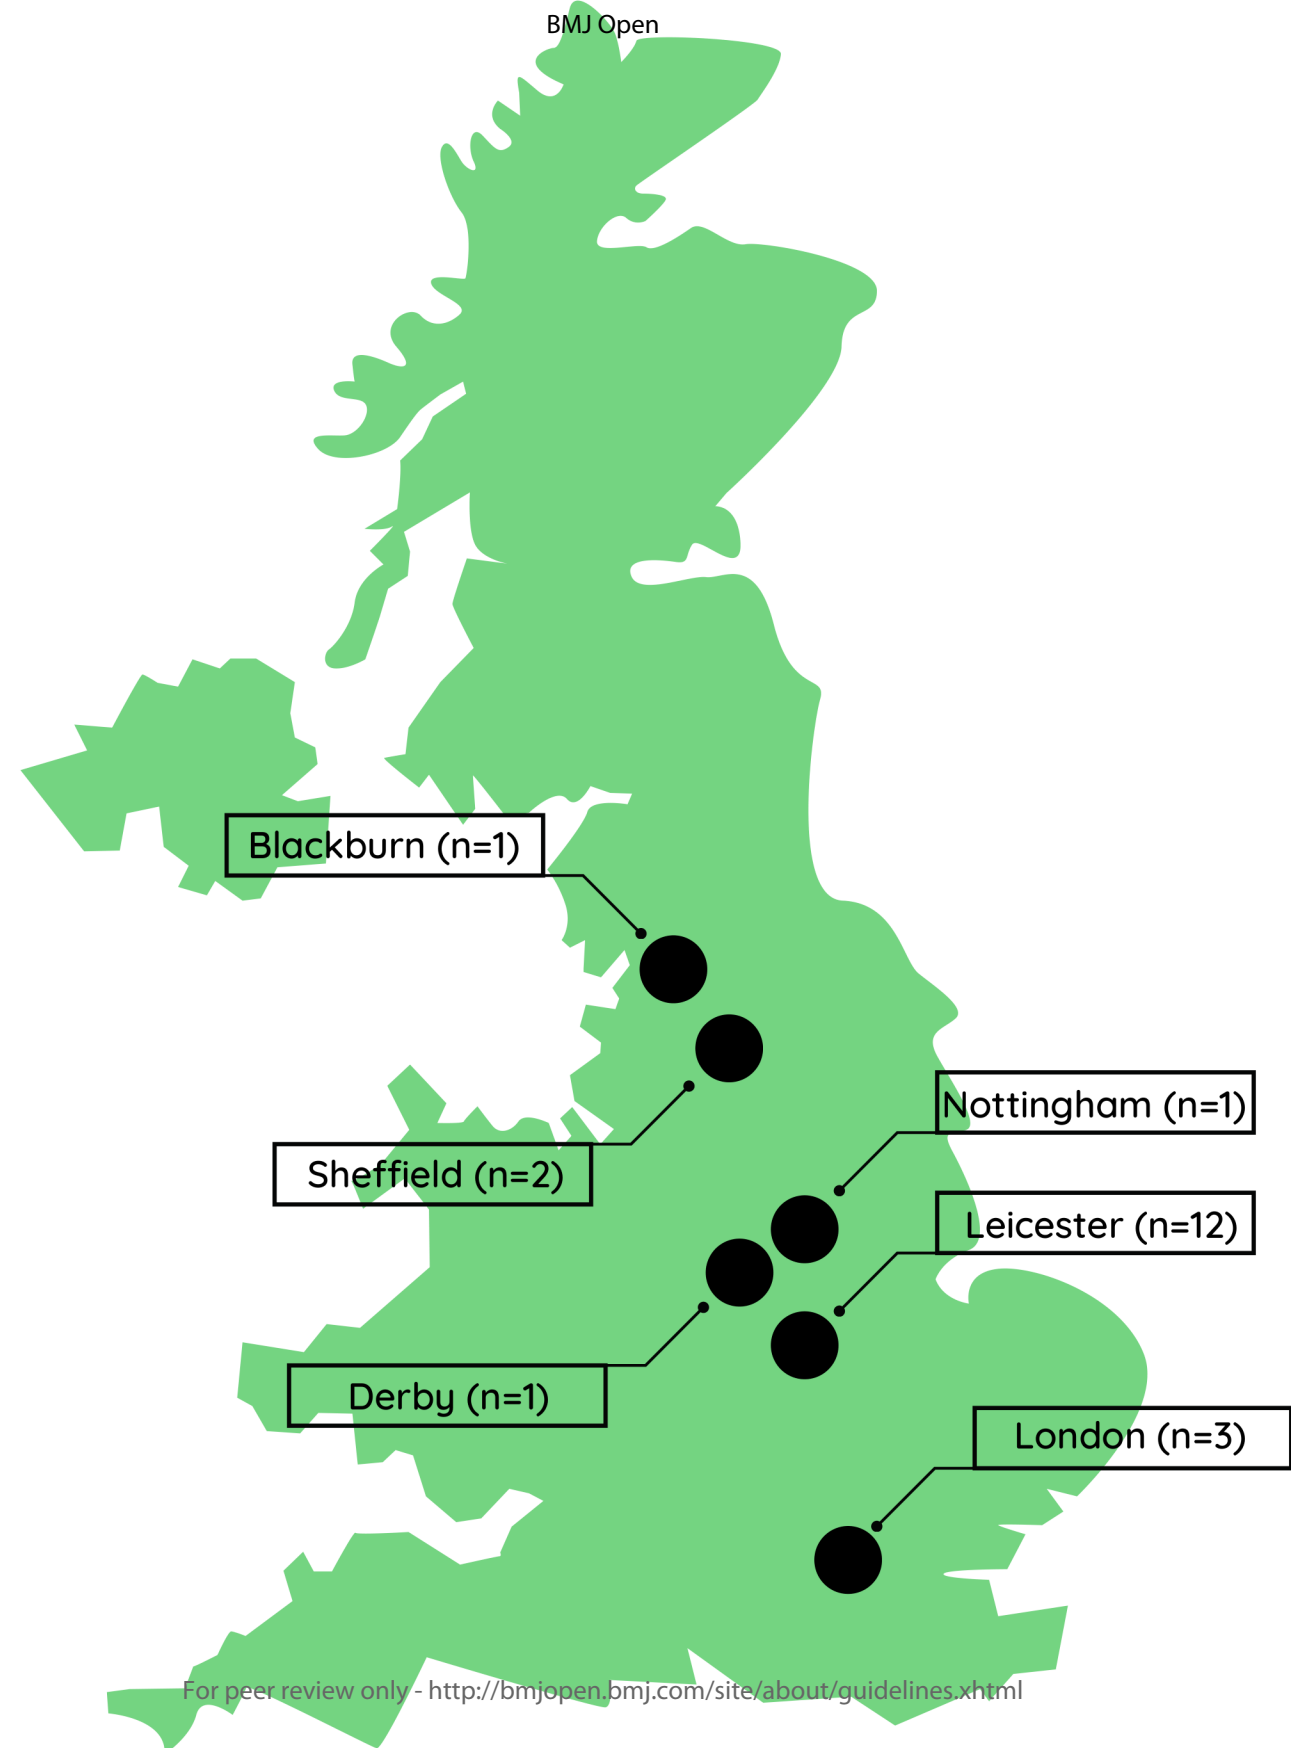 BMJ Open
Blackburn (n=1)
Nottingham (n=1)
Sheffield (n=2)
Leicester (n=12)
Derby (n=1)
London (n=3)
For peer review only - http://bmjopen.bmj.com/site/about/guidelines.xhtml